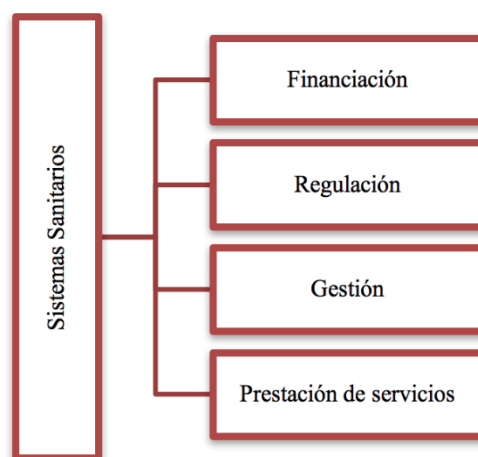 Sistemas Sanitarios
Financiación
Regulación
Gestión
Prestación de servicios